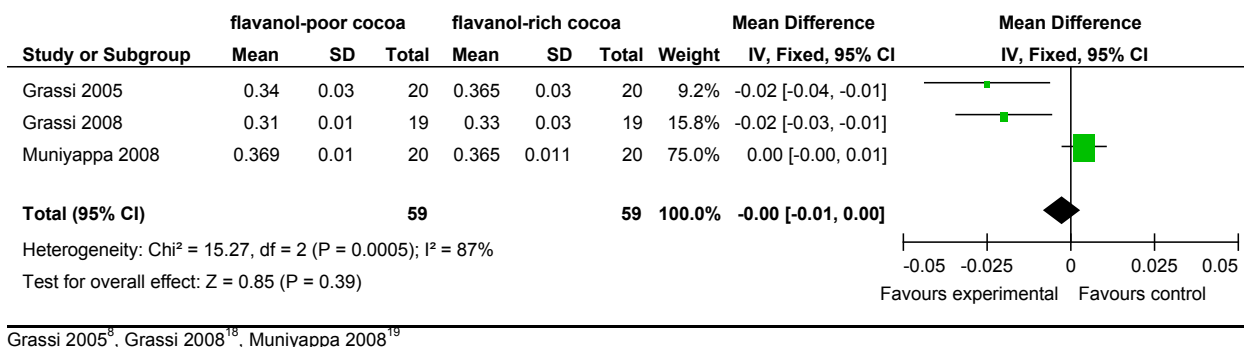 flavanol-poor cocoa flavanol-rich cocoa Mean Difference Mean Difference
Study or Subgroup Mean SD Total Mean SD Total Weight IV, Fixed, 95% CI IV, Fixed, 95% CI
Grassi 2005 0.34 0.03 20 0.365 0.03 20 9.2% -0.02 [-0.04, -0.01]
Grassi 2008 0.31 0.01 19 0.33 0.03 19 15.8% -0.02 [-0.03, -0.01]
Muniyappa 2008 0.369 0.01 20 0.365 0.011 20 75.0% 0.00 [-0.00, 0.01]
Total (95% CI) 59 59 100.0% -0.00 [-0.01, 0.00]
Heterogeneity: Chi² = 15.27, df = 2 (P = 0.0005); I² = 87%
Test for overall effect: Z = 0.85 (P = 0.39)
-0.05 -0.025 0 0.025 0.05
Favours experimental Favours control
Grassi 2005⁸, Grassi 2008¹⁸, Muniyappa 2008¹⁹